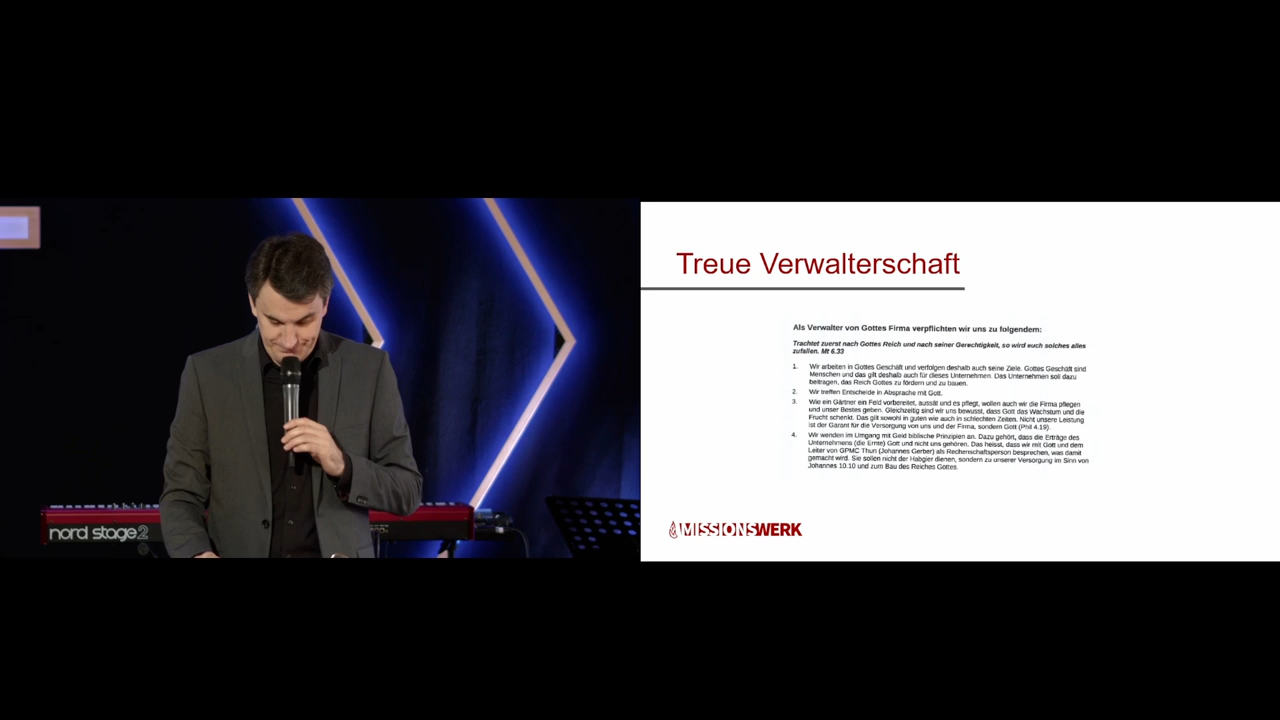 nord stage 2
Treue Verwalterschaft
Als Verwalter von Gottes Firma verpflichten wir uns zu folgendem:
Trachtet zuerst nach Gottes Reich und nach seiner Gerechtigkeit, so wird euch solches alles
zufallen. Mt 6.33
1. Wir arbeiten in Gottes Geschäft und verfolgen deshalb auch seine Ziele. Gottes Geschäft sind
Menschen und das gilt deshalb auch für dieses Unternehmen. Das Unternehmen soll dazu
beitragen, das Reich Gottes zu fördern und zu bauen.
2. Wir treffen Entscheide in Absprache mit Gott.
3. Wie ein Gärtner ein Feld vorbereitet, aussät und es pflegt, wollen auch wir die Firma pflegen
und unser Bestes geben. Gleichzeitig sind wir uns bewusst, dass Gott das Wachstum und die
Frucht schenkt. Das gilt sowohl in guten wie auch in schlechten Zeiten. Nicht unsere Leistung
ist der Garant für die Versorgung von uns und der Firma, sondern Gott (Phil 4.19).
4. Wir wenden im Umgang mit Geld biblische Prinzipien an. Dazu gehört, dass die Erträge des
Unternehmens (die Ernte) Gott und nicht uns gehören. Das heisst, dass wir mit Gott und dem
Leiter von GPMC Thun (Johannes Gerber) als Rechenschaftsperson besprechen, was damit
gemacht wird. Sie sollen nicht der Habgier dienen, sondern zu unserer Versorgung im Sinn von
Johannes 10.10 und zum Bau des Reiches Gottes.
MISSIONSWERK